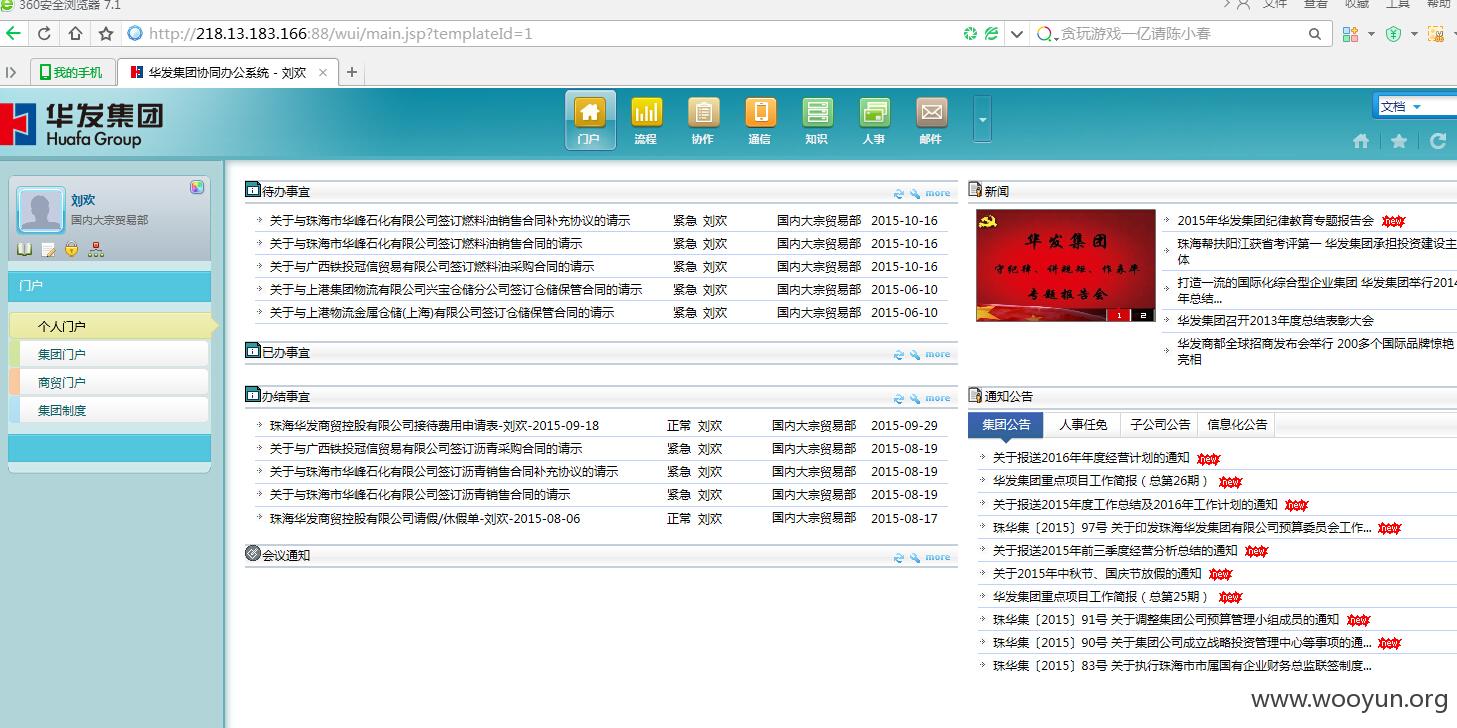 360安全浏览器 7.1
文件 查看 收藏 工具 帮助
http://218.13.183.166:88/wui/main.jsp?templateId=1
贪玩游戏一亿请陈小春
我的手机
华发集团协同办公系统 - 刘欢
华发集团
Huafa Group
门户 流程 协作 通信 知识 人事 邮件
文档
刘欢
国内大宗贸易部
门户
个人门户
集团门户
商贸门户
集团制度
待办事宜 more
关于与珠海市华峰石化有限公司签订燃料油销售合同补充协议的请示 紧急 刘欢 国内大宗贸易部 2015-10-16
关于与珠海市华峰石化有限公司签订燃料油销售合同的请示 紧急 刘欢 国内大宗贸易部 2015-10-16
关于与广西铁投冠信贸易有限公司签订燃料油采购合同的请示 紧急 刘欢 国内大宗贸易部 2015-10-16
关于与上港集团物流有限公司兴宝仓储分公司签订仓储保管合同的请示 紧急 刘欢 国内大宗贸易部 2015-06-10
关于与上港物流金属仓储(上海)有限公司签订仓储保管合同的请示 紧急 刘欢 国内大宗贸易部 2015-06-10
已办事宜 more
办结事宜 more
珠海华发商贸控股有限公司接待费用申请表-刘欢-2015-09-18 正常 刘欢 国内大宗贸易部 2015-09-29
关于与广西铁投冠信贸易有限公司签订沥青采购合同的请示 紧急 刘欢 国内大宗贸易部 2015-08-19
关于与珠海市华峰石化有限公司签订沥青销售合同补充协议的请示 紧急 刘欢 国内大宗贸易部 2015-08-19
关于与珠海市华峰石化有限公司签订沥青销售合同的请示 紧急 刘欢 国内大宗贸易部 2015-08-19
珠海华发商贸控股有限公司请假/休假单-刘欢-2015-08-06 正常 刘欢 国内大宗贸易部 2015-08-17
会议通知 more
新闻
华发集团
守纪律、讲规矩、作表率
专题报告会
1 2
2015年华发集团纪律教育专题报告会 new
珠海帮扶阳江获省考评第一 华发集团承担投资建设主
体
打造一流的国际化综合型企业集团 华发集团举行2014
年总结...
华发集团召开2013年度总结表彰大会
华发商都全球招商发布会举行 200多个国际品牌惊艳
亮相
通知公告
集团公告 人事任免 子公司公告 信息化公告
关于报送2016年年度经营计划的通知 new
华发集团重点项目工作简报（总第26期） new
关于报送2015年度工作总结及2016年工作计划的通知 new
珠华集〔2015〕97号 关于印发珠海华发集团有限公司预算委员会工作... new
关于报送2015年前三季度经营分析总结的通知 new
关于2015年中秋节、国庆节放假的通知 new
华发集团重点项目工作简报（总第25期） new
珠华集〔2015〕91号 关于调整集团公司预算管理小组成员的通知 new
珠华集〔2015〕90号 关于集团公司成立战略投资管理中心等事项的通... new
珠华集〔2015〕83号 关于执行珠海市市属国有企业财务总监联签制度...
www.wooyun.org